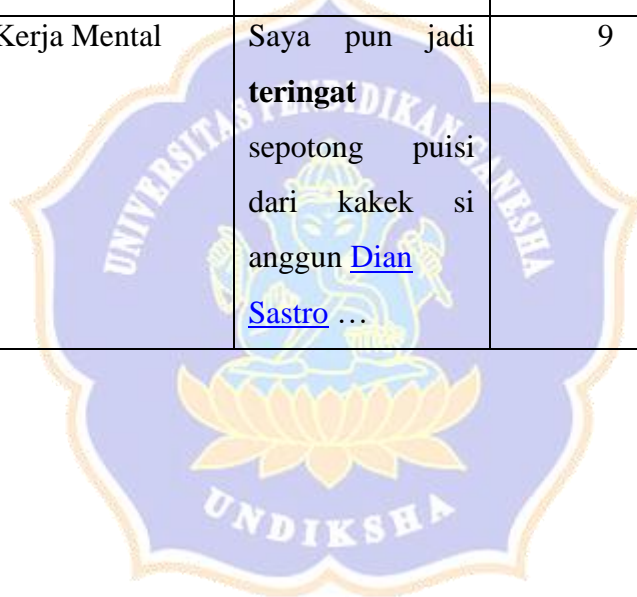 Kerja Mental Saya pun jadi 9
teringat
sepotong puisi
dari kakek si
anggun Dian
Sastro …
UNIVERSITAS PENDIDIKAN GANESHA
UNDIKSHA